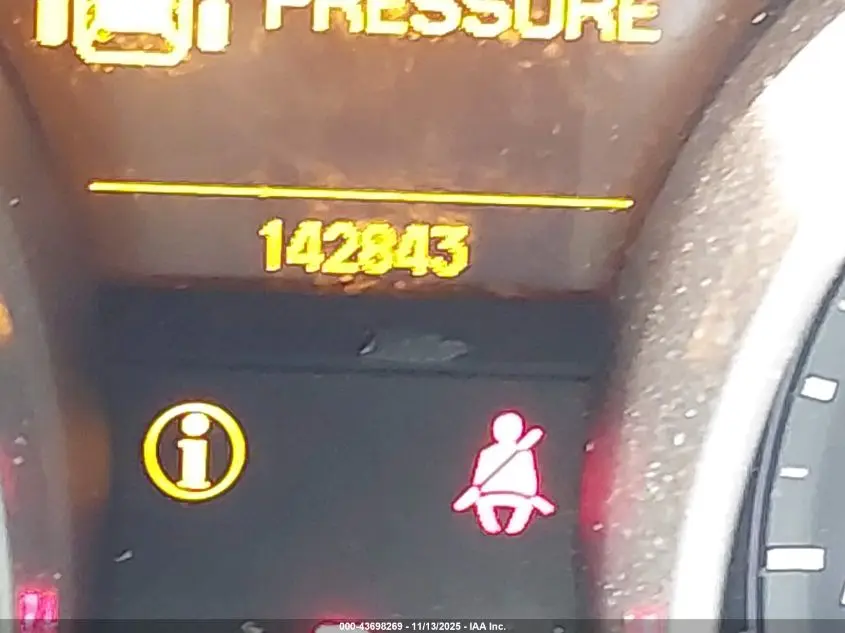 PRESSURE
142843
i
000-43698269 - 11/13/2025 - IAA Inc.